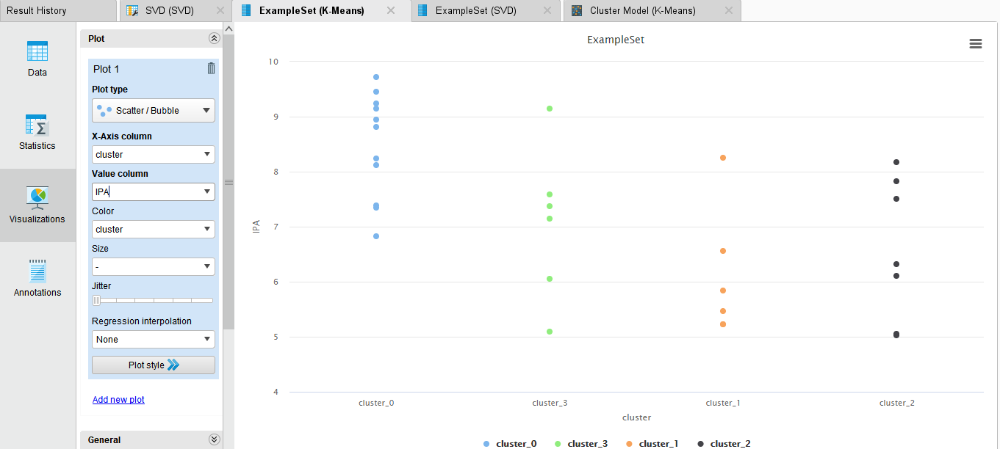 Result History
SVD (SVD)
ExampleSet (K-Means)
ExampleSet (SVD)
Cluster Model (K-Means)
Data
Statistics
Visualizations
Annotations
Plot
Plot 1
Plot type
Scatter / Bubble
X-Axis column
cluster
Value column
IPA
Color
cluster
Size
-
Jitter
Regression interpolation
None
Plot style
Add new plot
General
ExampleSet
10
9
8
7
6
5
4
IPA
cluster_0 cluster_3 cluster_1 cluster_2
cluster
cluster_0 cluster_3 cluster_1 cluster_2